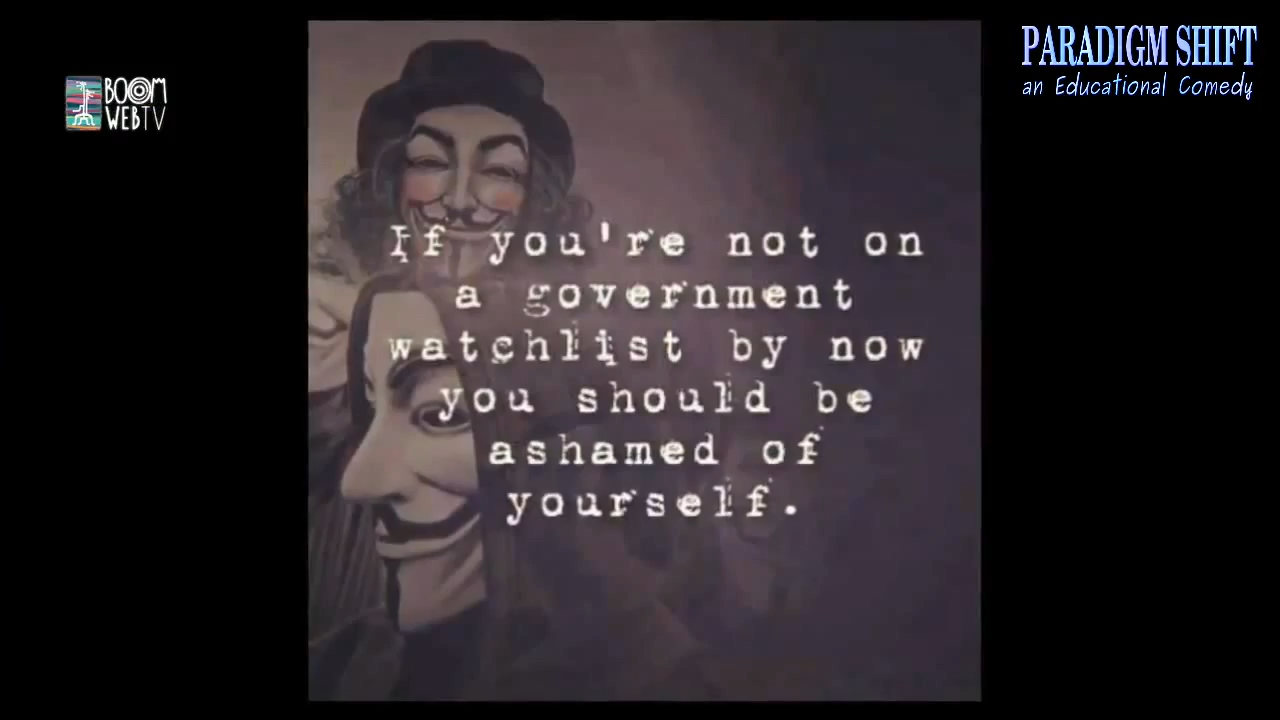 BOOM
WEBTV
PARADIGM SHIFT
an Educational Comedy
If you're not on
a government
watchlist by now
you should be
ashamed of
yourself.